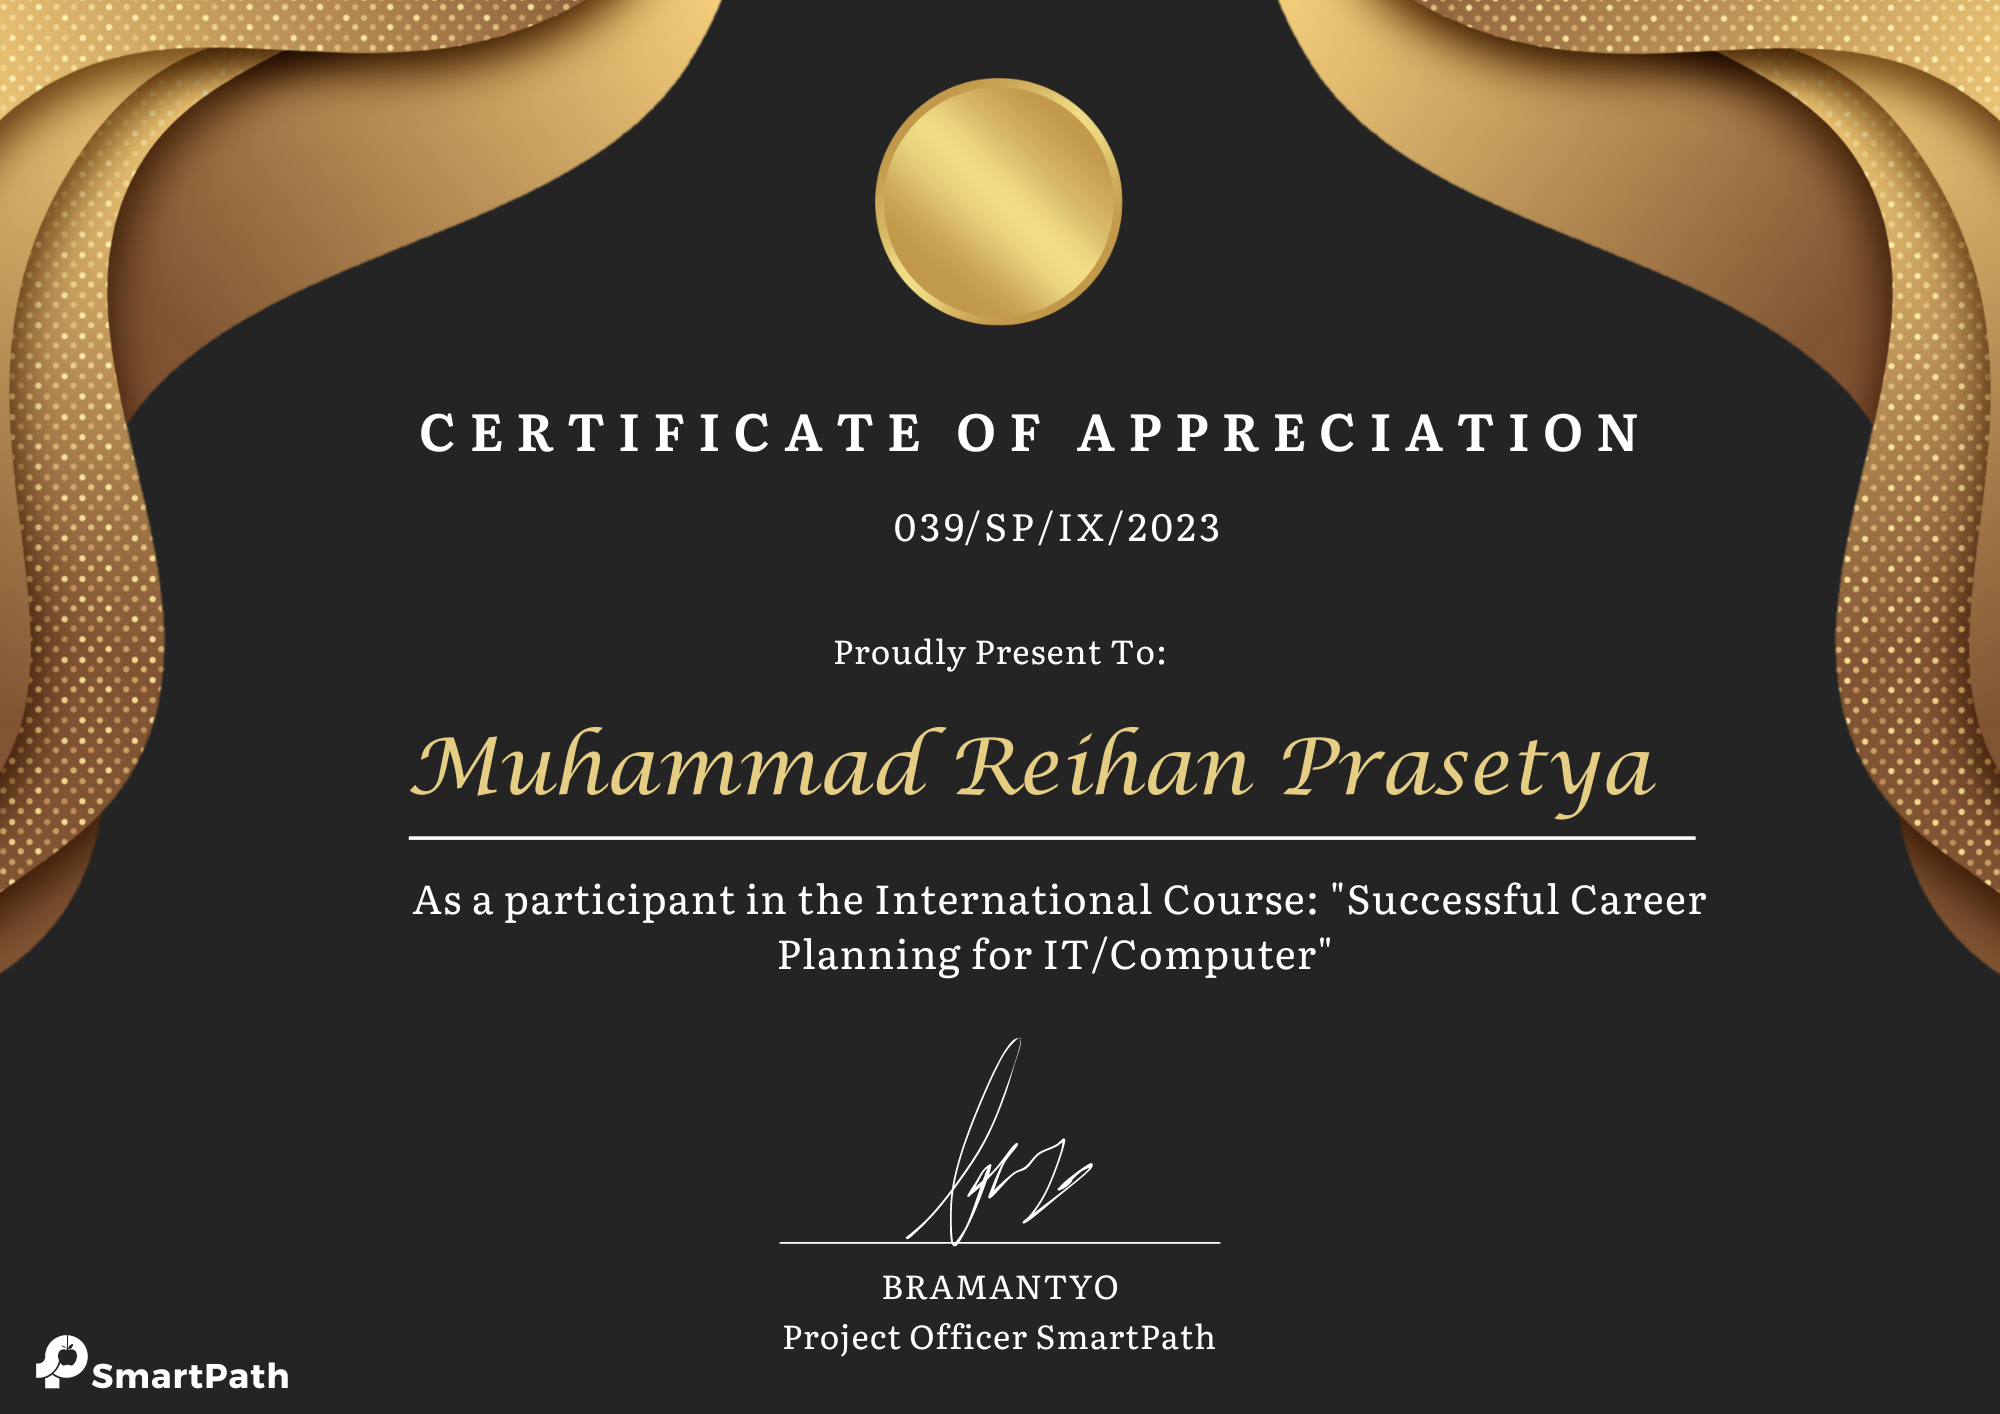 CERTIFICATE OF APPRECIATION
039/SP/IX/2023
Proudly Present To:
Muhammad Reihan Prasetya
As a participant in the International Course: "Successful Career
Planning for IT/Computer"
BRAMANTYO
Project Officer SmartPath
SmartPath